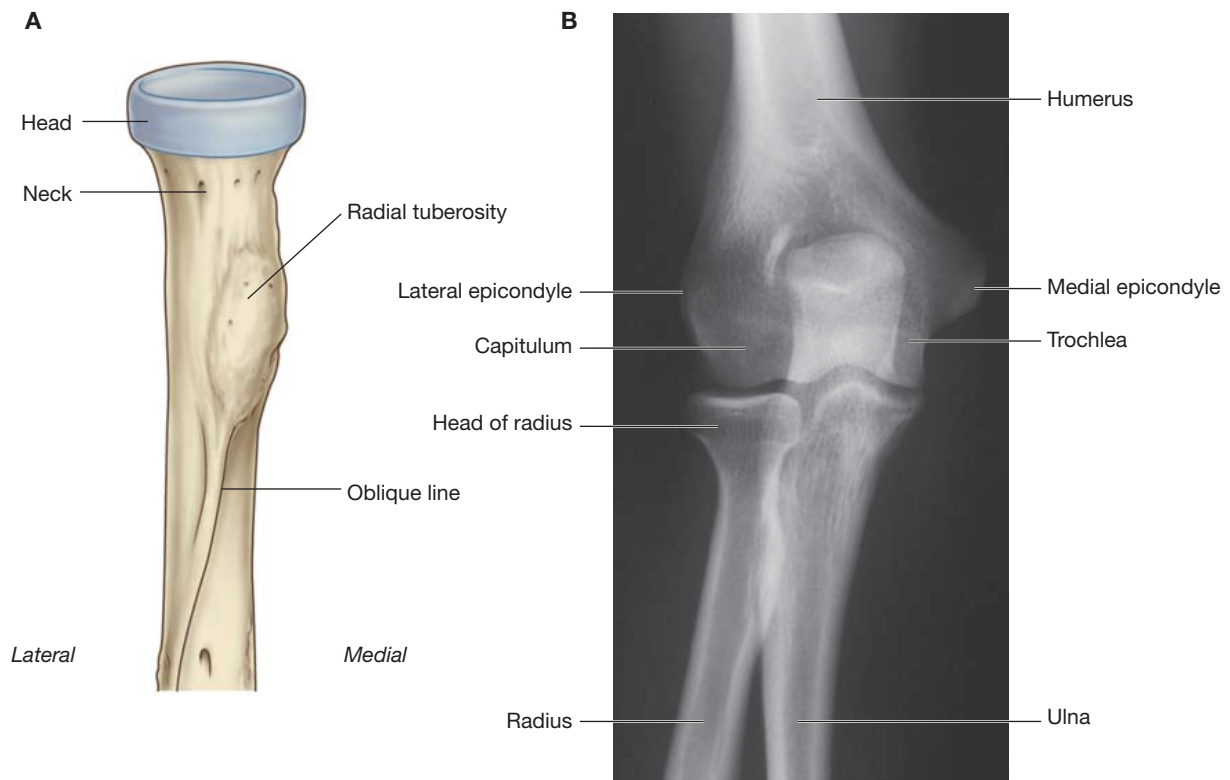 A
Head
Neck
Radial tuberosity
Oblique line
Lateral
Medial
B
Humerus
Lateral epicondyle
Medial epicondyle
Capitulum
Trochlea
Head of radius
Radius
Ulna